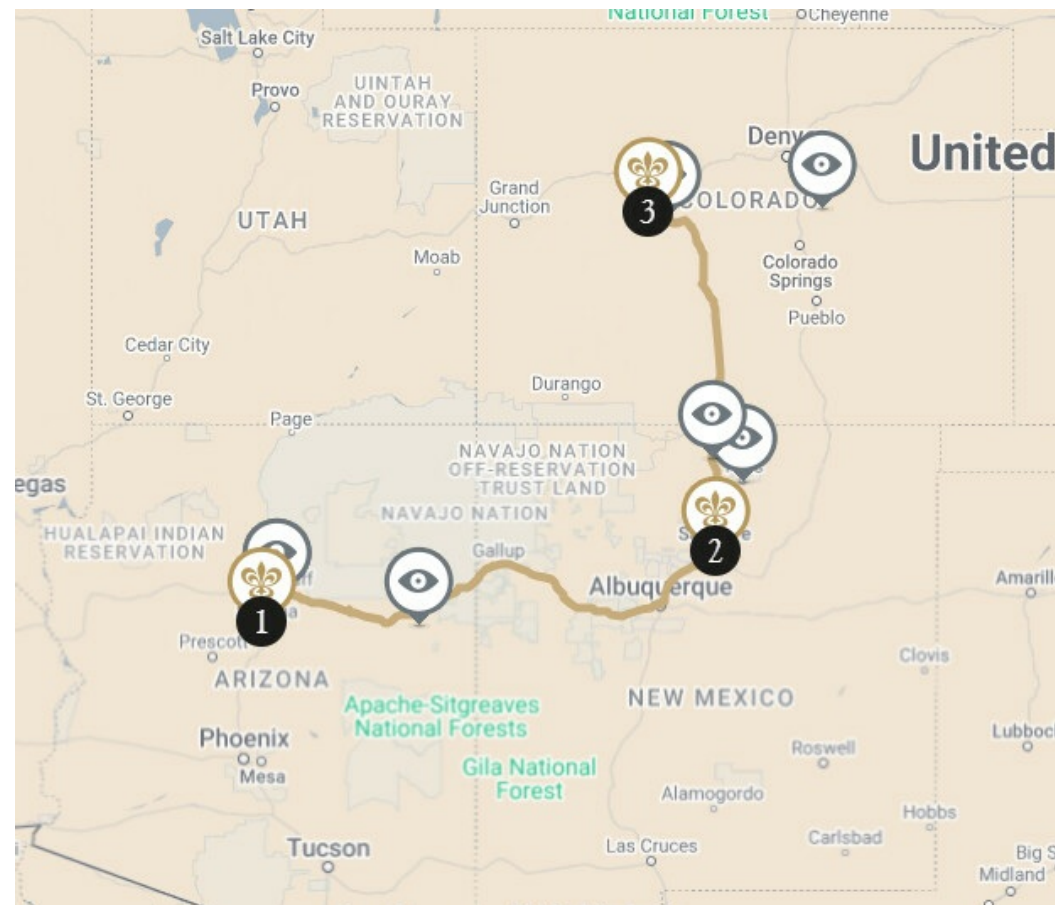 National Forest
Cheyenne
Salt Lake City
Provo
UINTAH
AND OURAY
RESERVATION
United
Grand
Junction
3
COLORADO
UTAH
Moab
Colorado
Springs
Pueblo
Cedar City
Durango
St. George
Page
NAVAJO NATION
OFF-RESERVATION
TRUST LAND
NAVAJO NATION
HUALAPAI INDIAN
RESERVATION
Gallup
2
Albuquerque
Amarill
1
Prescott
ARIZONA
Clovis
NEW MEXICO
Apache-Sitgreaves
National Forests
Phoenix
Mesa
Lubboc
Roswell
Gila National
Forest
Alamogordo
Hobbs
Carlsbad
Tucson
Las Cruces
Big S
Midland